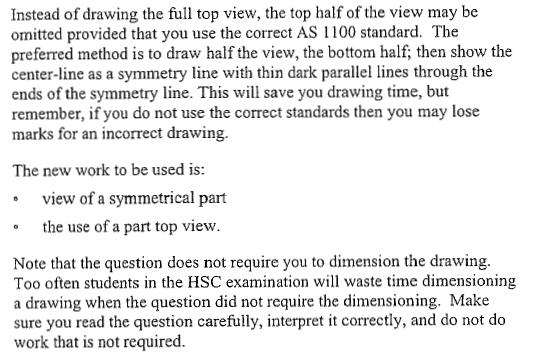 Instead of drawing the full top view, the top half of the view may be
omitted provided that you use the correct AS 1100 standard. The
preferred method is to draw half the view, the bottom half; then show the
center-line as a symmetry line with thin dark parallel lines through the
ends of the symmetry line. This will save you drawing time, but
remember, if you do not use the correct standards then you may lose
marks for an incorrect drawing.
The new work to be used is:
• view of a symmetrical part
• the use of a part top view.
Note that the question does not require you to dimension the drawing.
Too often students in the HSC examination will waste time dimensioning
a drawing when the question did not require the dimensioning. Make
sure you read the question carefully, interpret it correctly, and do not do
work that is not required.